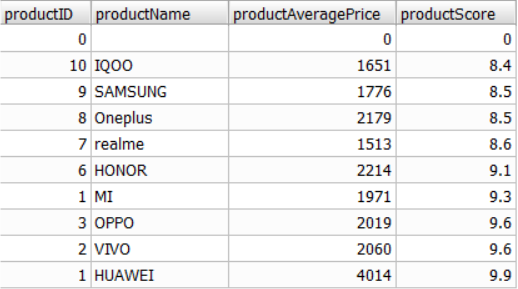 productID productName productAveragePrice productScore
0 0 0
10 IQOO 1651 8.4
9 SAMSUNG 1776 8.5
8 Oneplus 2179 8.5
7 realme 1513 8.6
6 HONOR 2214 9.1
1 MI 1971 9.3
3 OPPO 2019 9.6
2 VIVO 2060 9.6
1 HUAWEI 4014 9.9